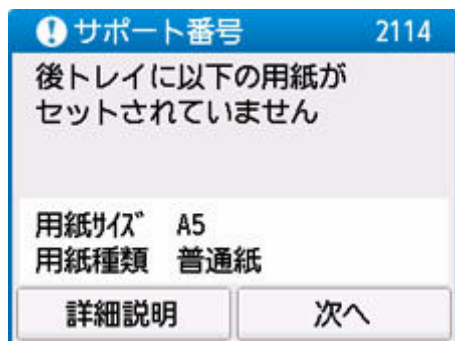 サポート番号 2114
後トレイに以下の用紙が
セットされていません
用紙ｻｲｽﾞ A5
用紙種類 普通紙
詳細説明 次へ